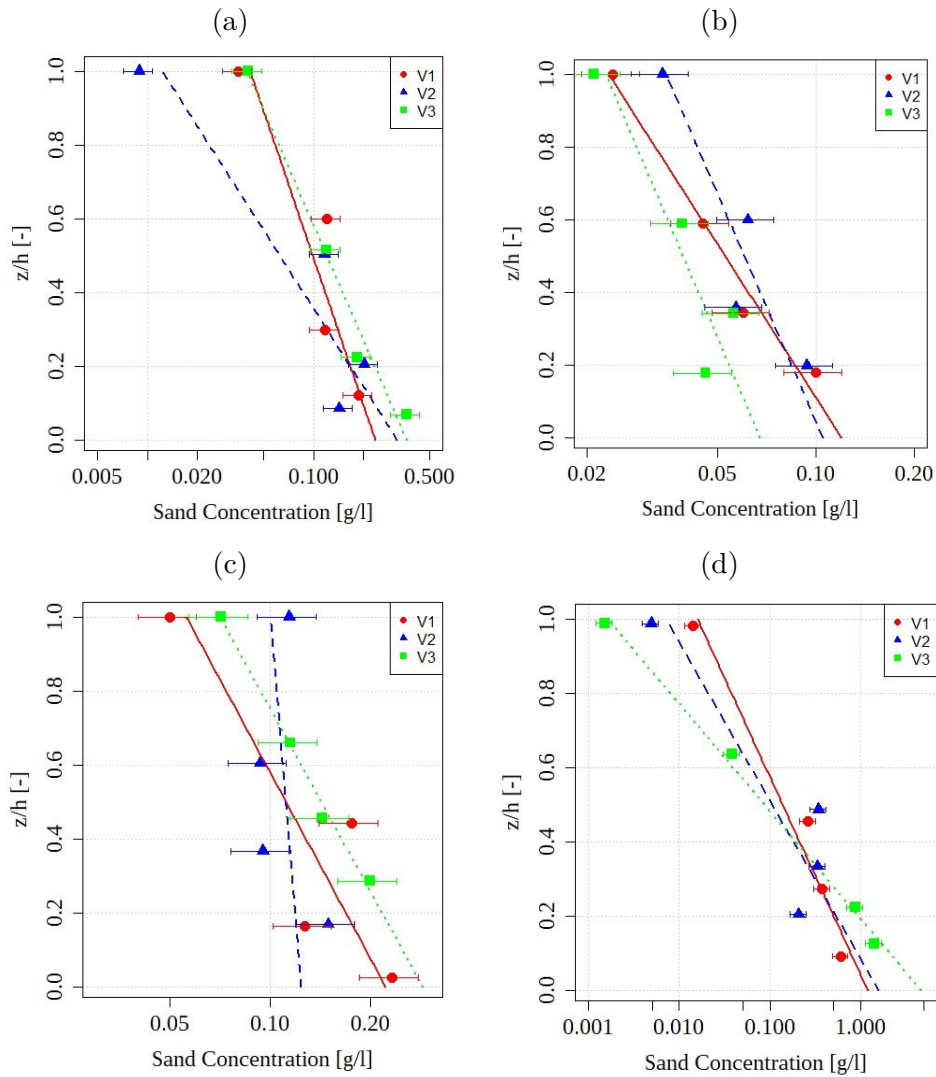 (a)
1.0
0.8
0.6
0.4
0.2
0.0
z/h [-]
V1
V2
V3
0.005
0.020
0.100
0.500
Sand Concentration [g/l]
(b)
1.0
0.8
0.6
0.4
0.2
0.0
z/h [-]
V1
V2
V3
0.02
0.05
0.10
0.20
Sand Concentration [g/l]
(c)
1.0
0.8
0.6
0.4
0.2
0.0
z/h [-]
V1
V2
V3
0.05
0.10
0.20
Sand Concentration [g/l]
(d)
1.0
0.8
0.6
0.4
0.2
0.0
z/h [-]
V1
V2
V3
0.001
0.010
0.100
1.000
Sand Concentration [g/l]